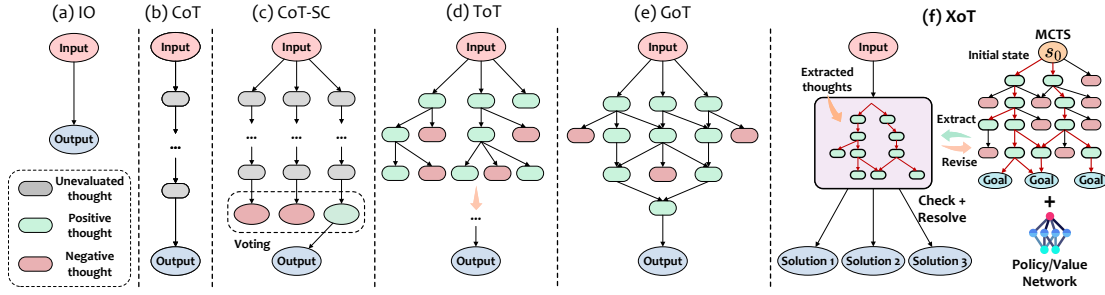 (a) IO
Input
Output
Unevaluated
thought
Positive
thought
Negative
thought
(b) CoT
Input
...
Output
(c) CoT-SC
Input
...
...
...
Voting
Output
(d) ToT
Input
...
Output
(e) GoT
Input
Output
(f) XoT
Input
Extracted
thoughts
Solution 1
Solution 2
Solution 3
Check +
Resolve
MCTS
Initial state
s0
Extract
Revise
Goal
Goal
Goal
+
Policy/Value
Network